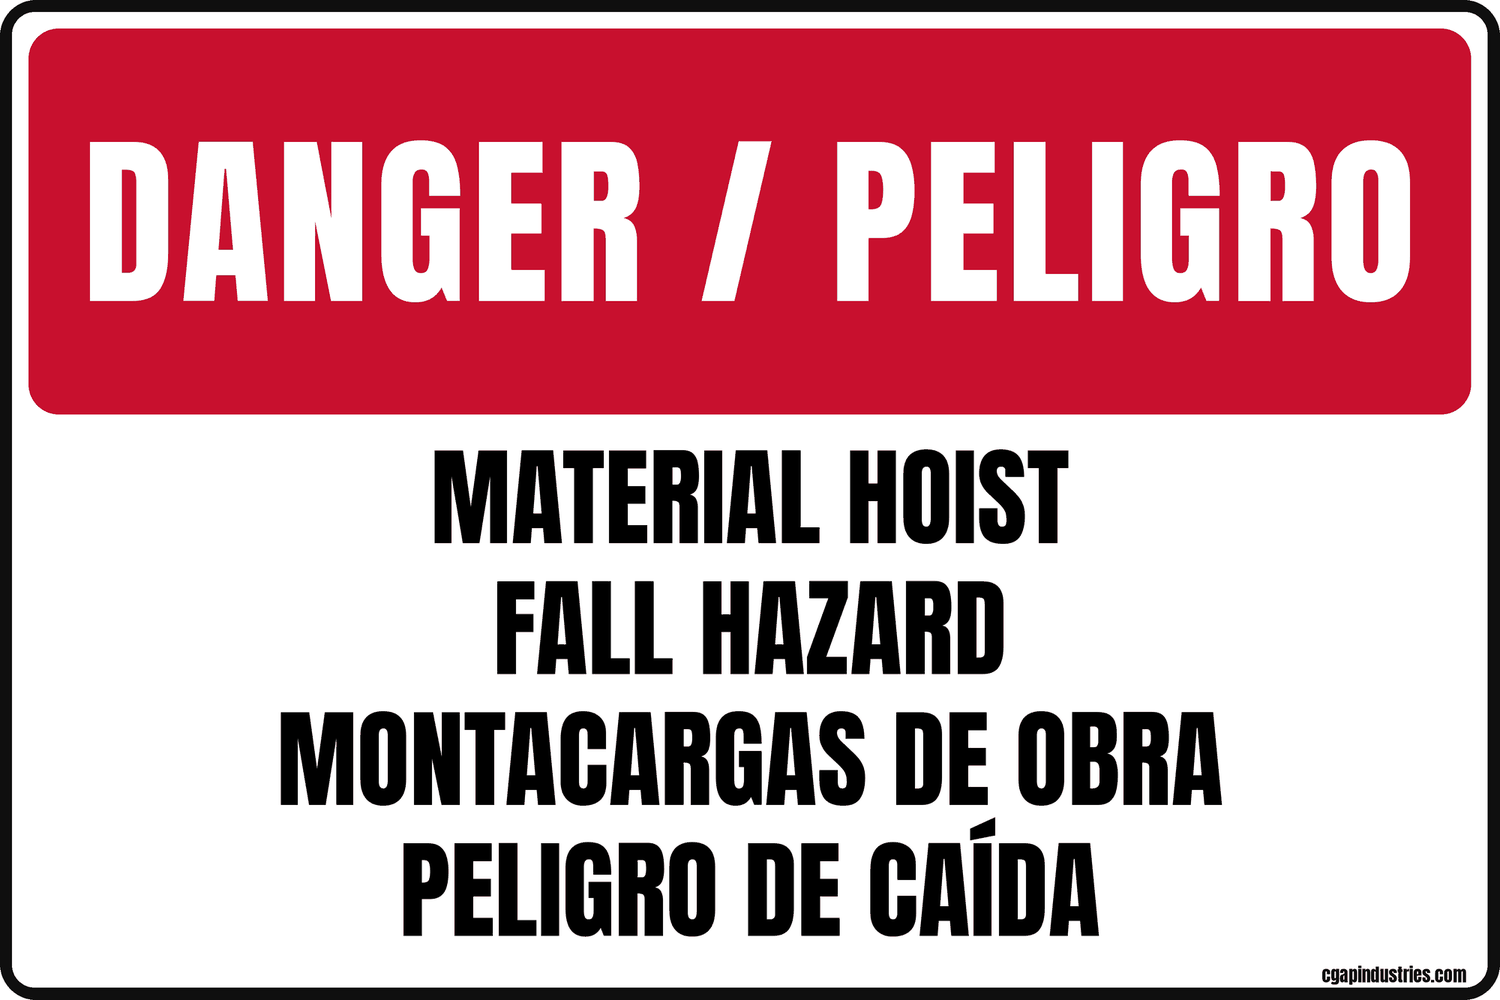 DANGER / PELIGRO
MATERIAL HOIST
FALL HAZARD
MONTACARGAS DE OBRA
PELIGRO DE CAÍDA
cgapindustries.com